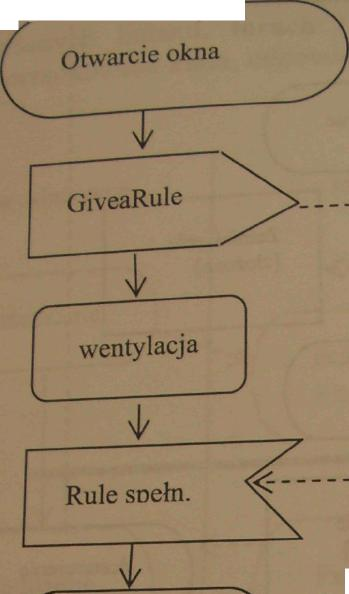 Otwarcie okna
GiveaRule
wentylacja
Rule spełn.